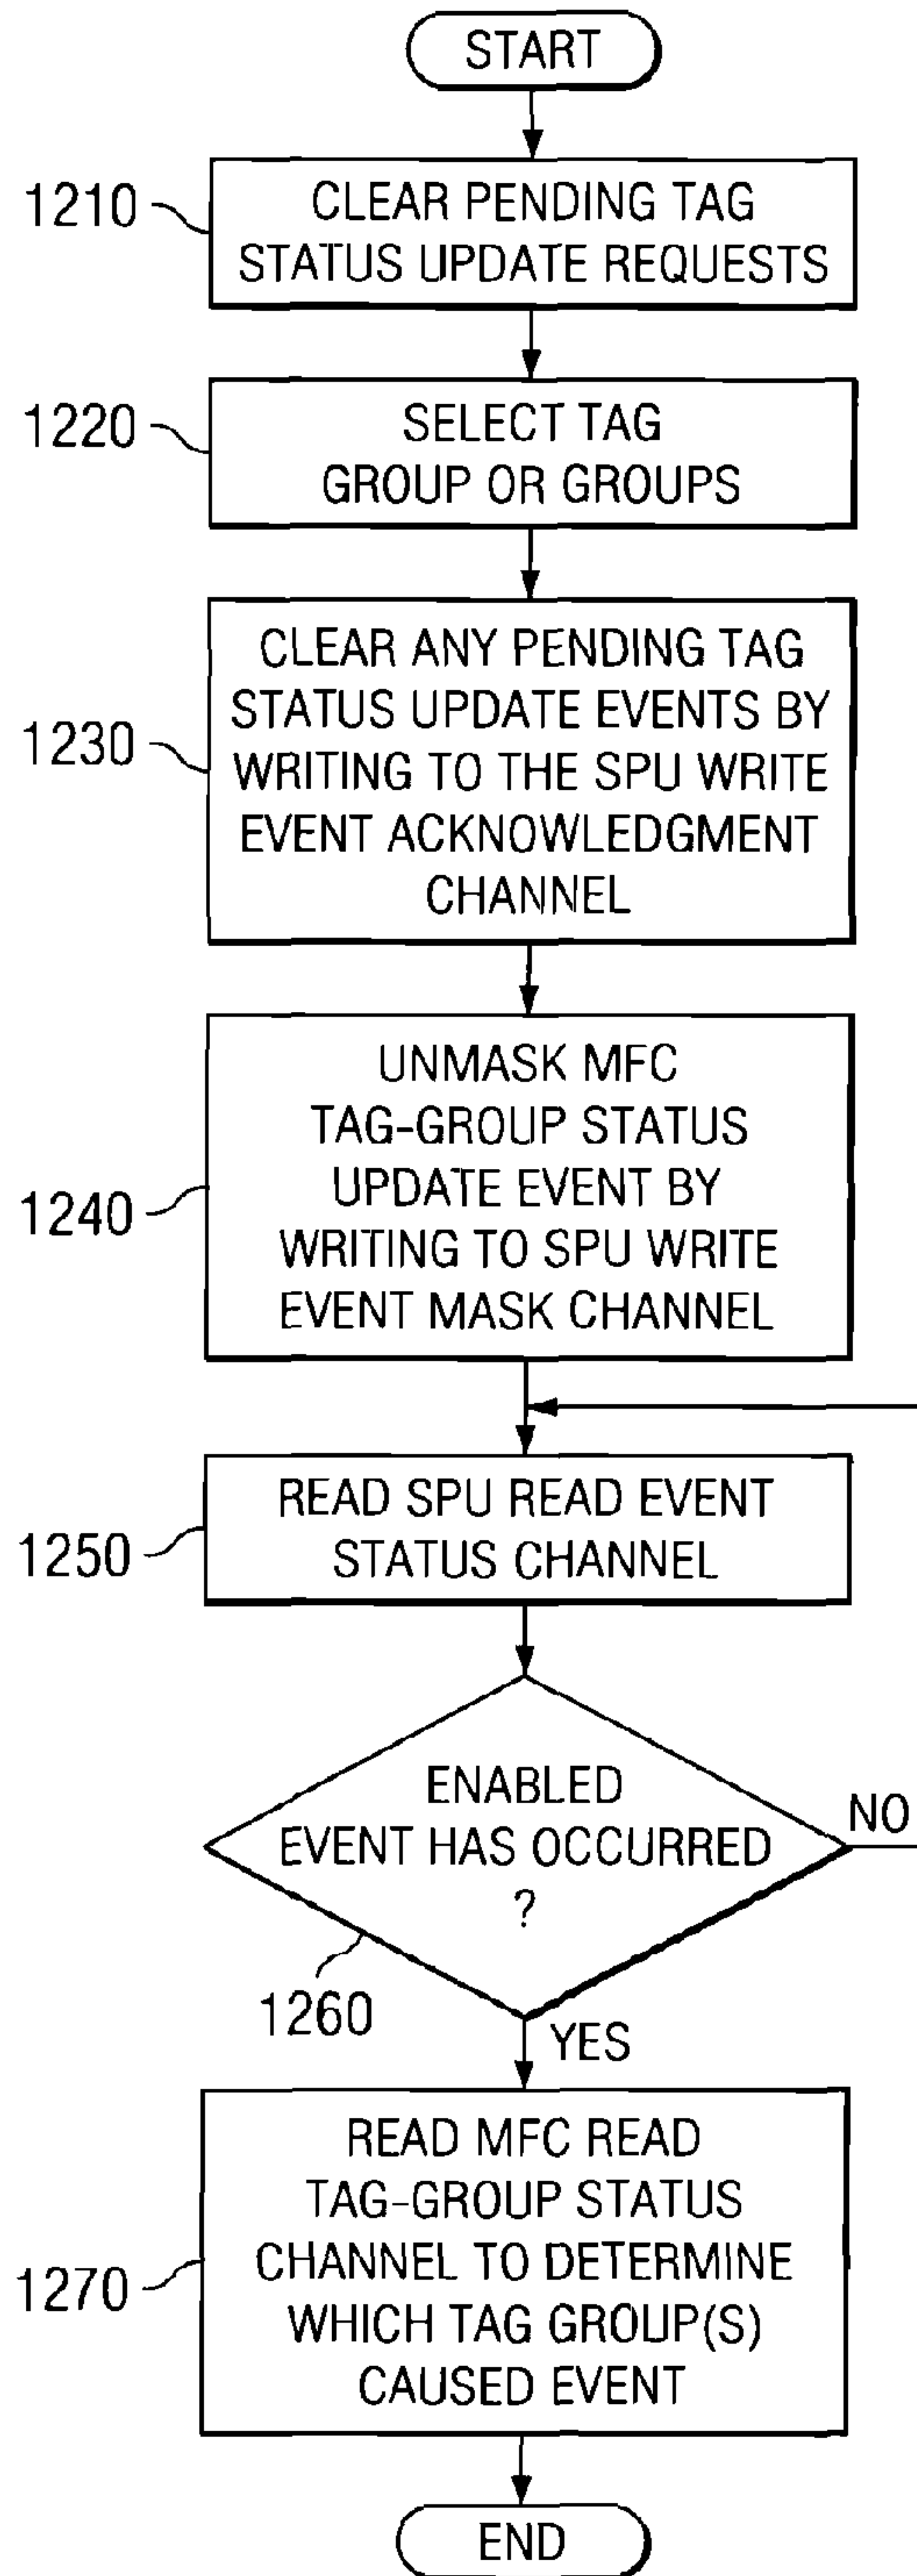 START
1210
CLEAR PENDING TAG
STATUS UPDATE REQUESTS
1220
SELECT TAG
GROUP OR GROUPS
1230
CLEAR ANY PENDING TAG
STATUS UPDATE EVENTS BY
WRITING TO THE SPU WRITE
EVENT ACKNOWLEDGMENT
CHANNEL
1240
UNMASK MFC
TAG-GROUP STATUS
UPDATE EVENT BY
WRITING TO SPU WRITE
EVENT MASK CHANNEL
1250
READ SPU READ EVENT
STATUS CHANNEL
ENABLED
EVENT HAS OCCURRED
?
NO
1260
YES
1270
READ MFC READ
TAG-GROUP STATUS
CHANNEL TO DETERMINE
WHICH TAG GROUP(S)
CAUSED EVENT
END